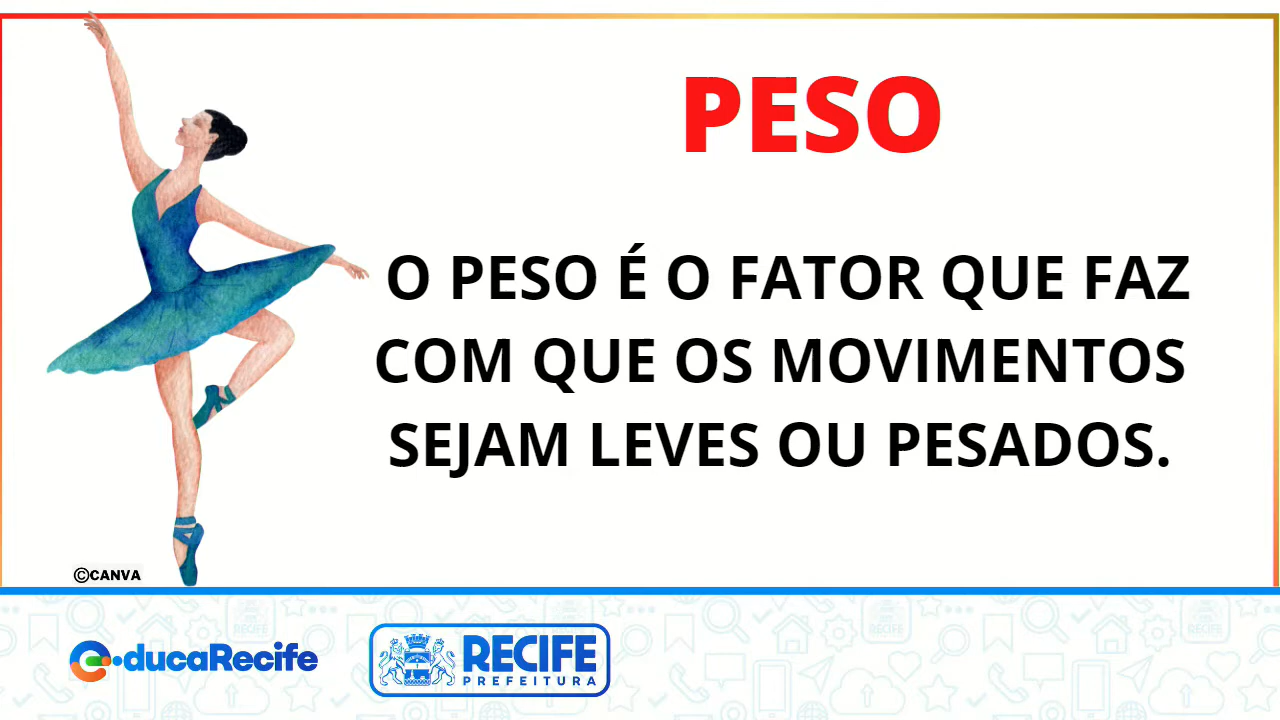 PESO
O PESO É O FATOR QUE FAZ
COM QUE OS MOVIMENTOS
SEJAM LEVES OU PESADOS.
©CANVA
educaRecife
RECIFE
PREFEITURA